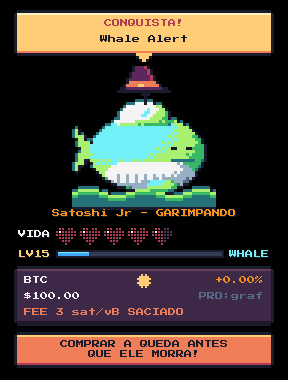 CONQUISTA!
Whale Alert
Satoshi Jr - GARIMPANDO
VIDA
LV15 WHALE
BTC +0.00%
$100.00 PRO:graf
FEE 3 sat/vB SACIADO
COMPRAR A QUEDA ANTES
QUE ELE MORRA!